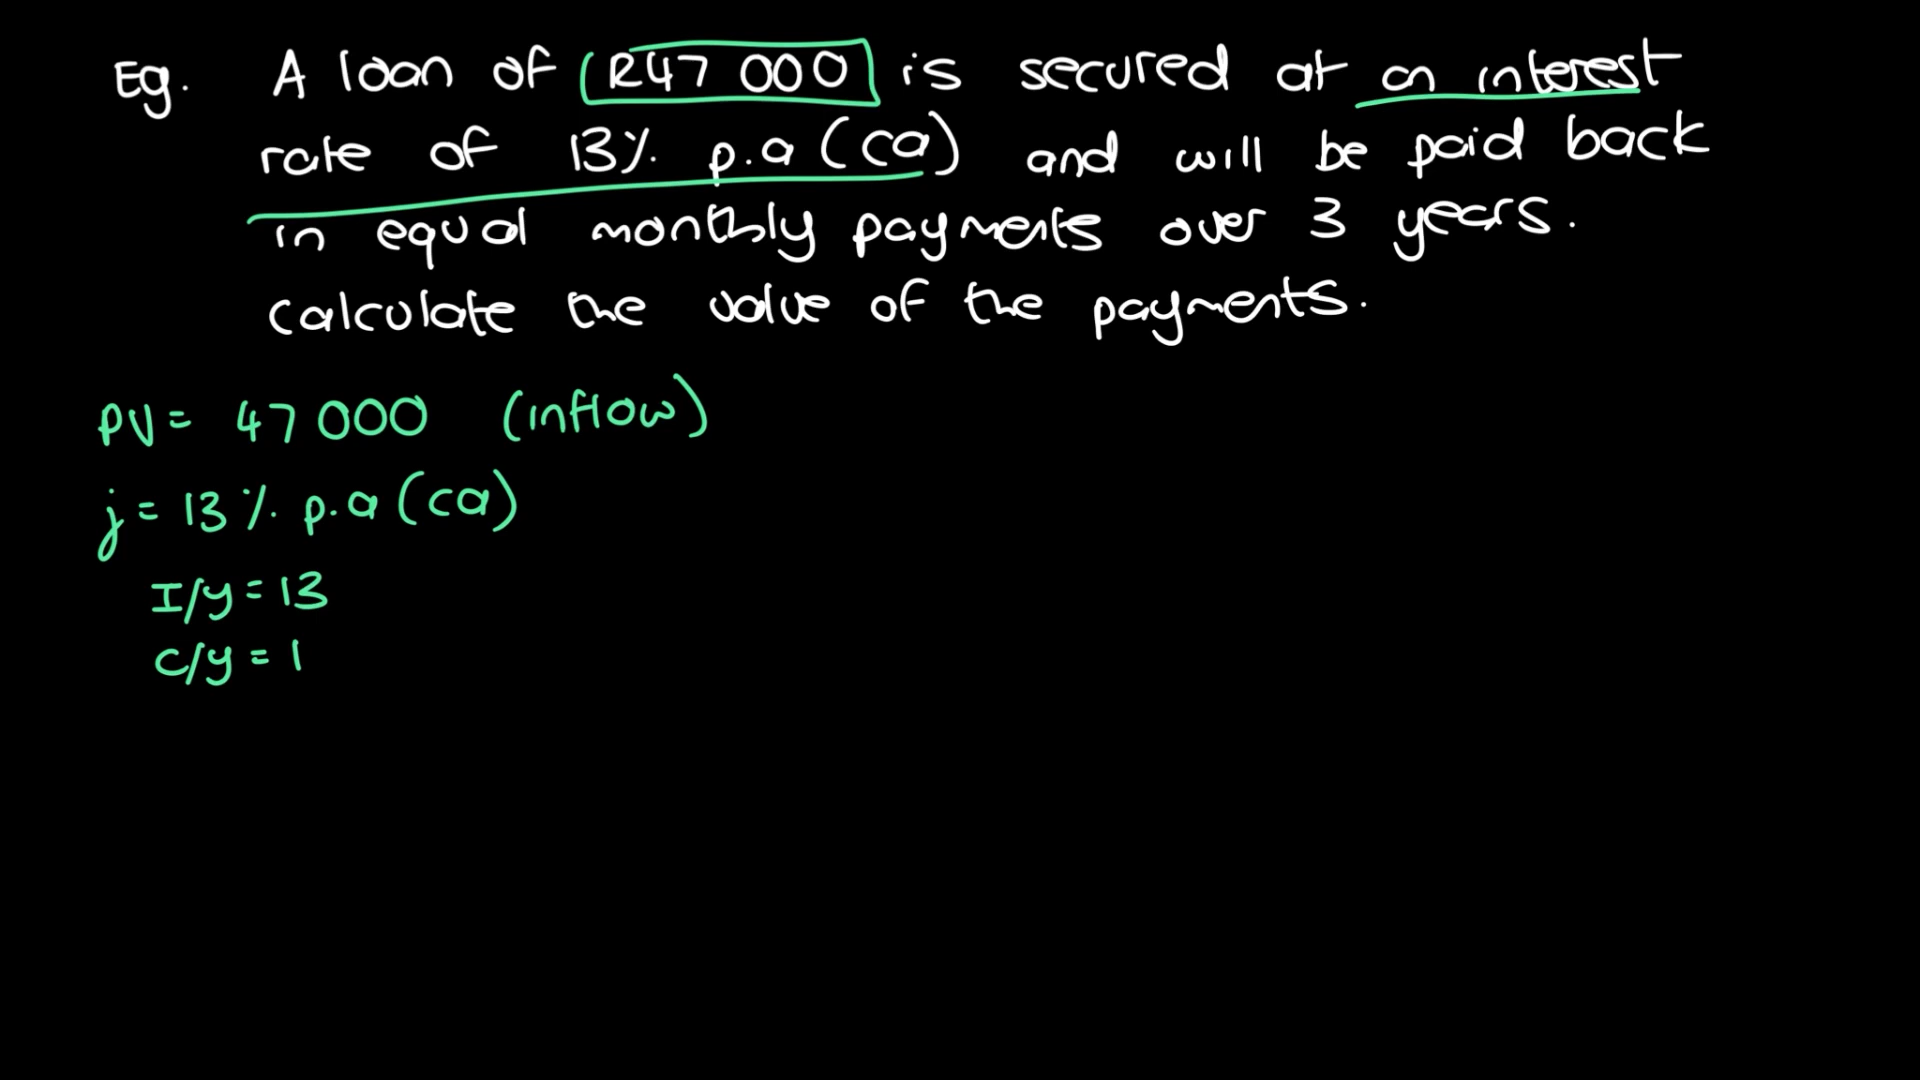 Eg. A loan of R47 000 is secured at an interest
rate of 13% p.a (ca) and will be paid back
in equal monthly payments over 3 years.
calculate the value of the payments.
PV = 47 000 (inflow)
j = 13 % p.a (ca)
I/y = 13
C/y = 1